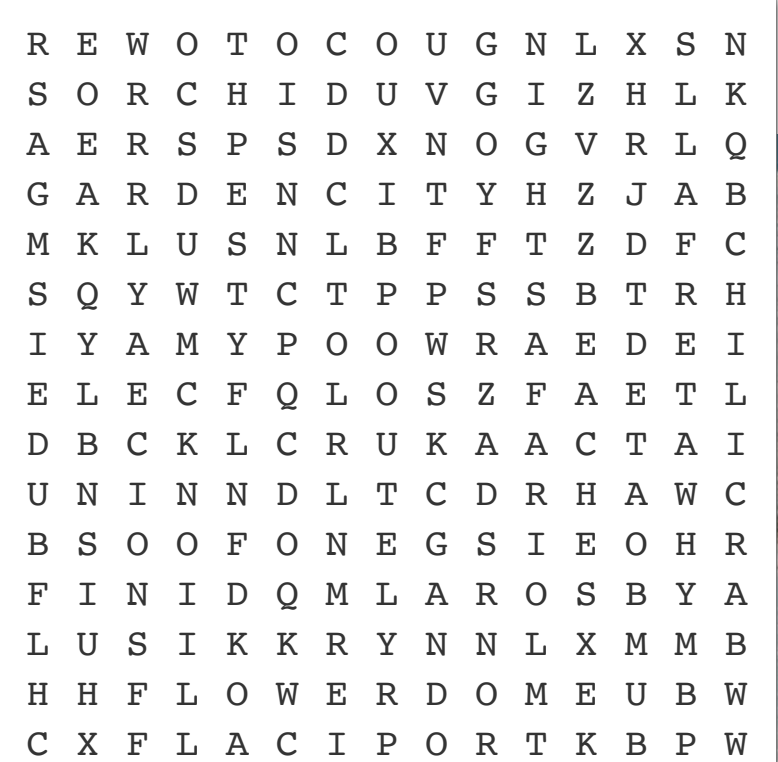 R E W O T O C O U G N L X S N
S O R C H I D U V G I Z H L K
A E R S P S D X N O G V R L Q
G A R D E N C I T Y H Z J A B
M K L U S N L B F F T Z D F C
S Q Y W T C T P P S S B T R H
I Y A M Y P O O W R A E D E I
E L E C F Q L O S Z F A E T L
D B C K L C R U K A A C T A I
U N I N N D L T C D R H A W C
B S O O F O N E G S I E O H R
F I N I D Q M L A R O S B Y A
L U S I K K R Y N N L X M M B
H H F L O W E R D O M E U B W
C X F L A C I P O R T K B P W